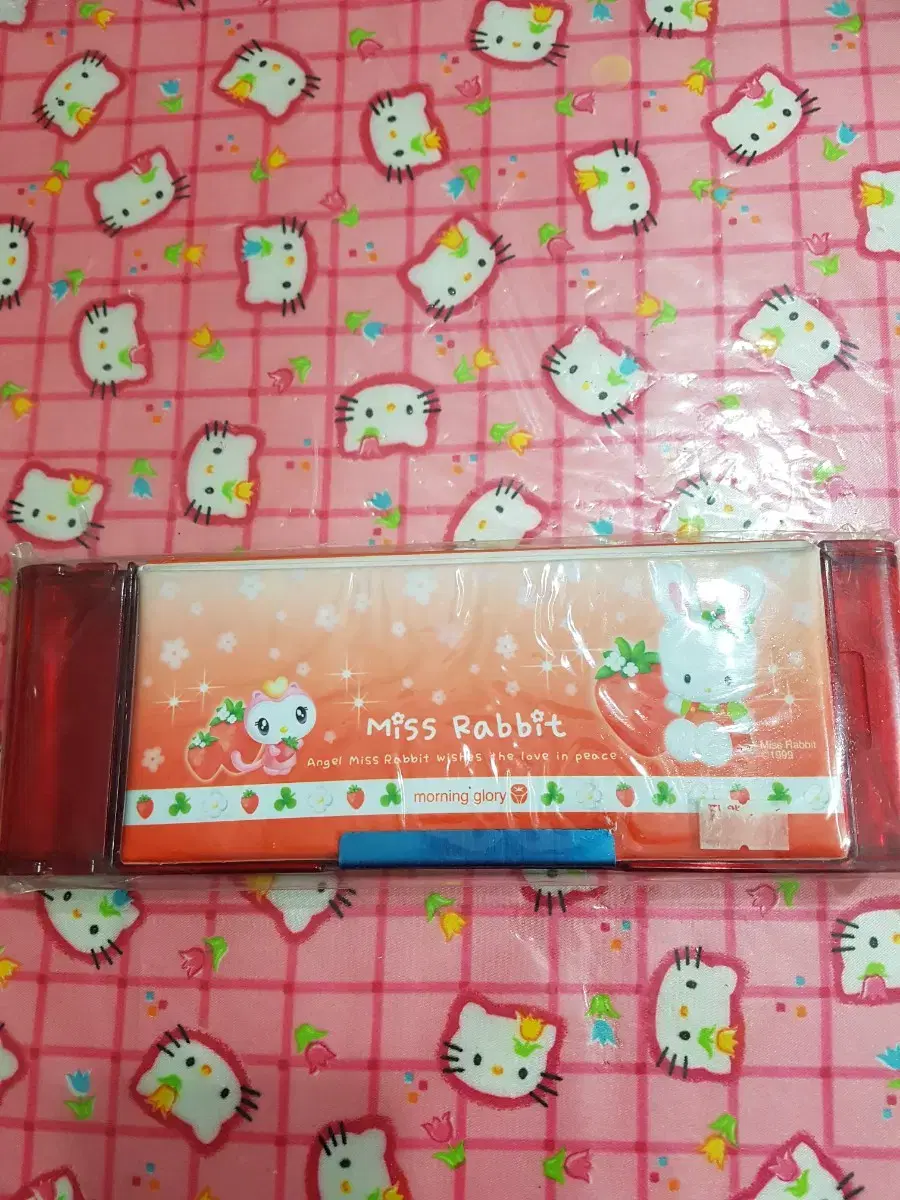 Miss Rabbit
Angel Miss Rabbit wishes the love in peace.
Miss Rabbit
©1999
morning glory